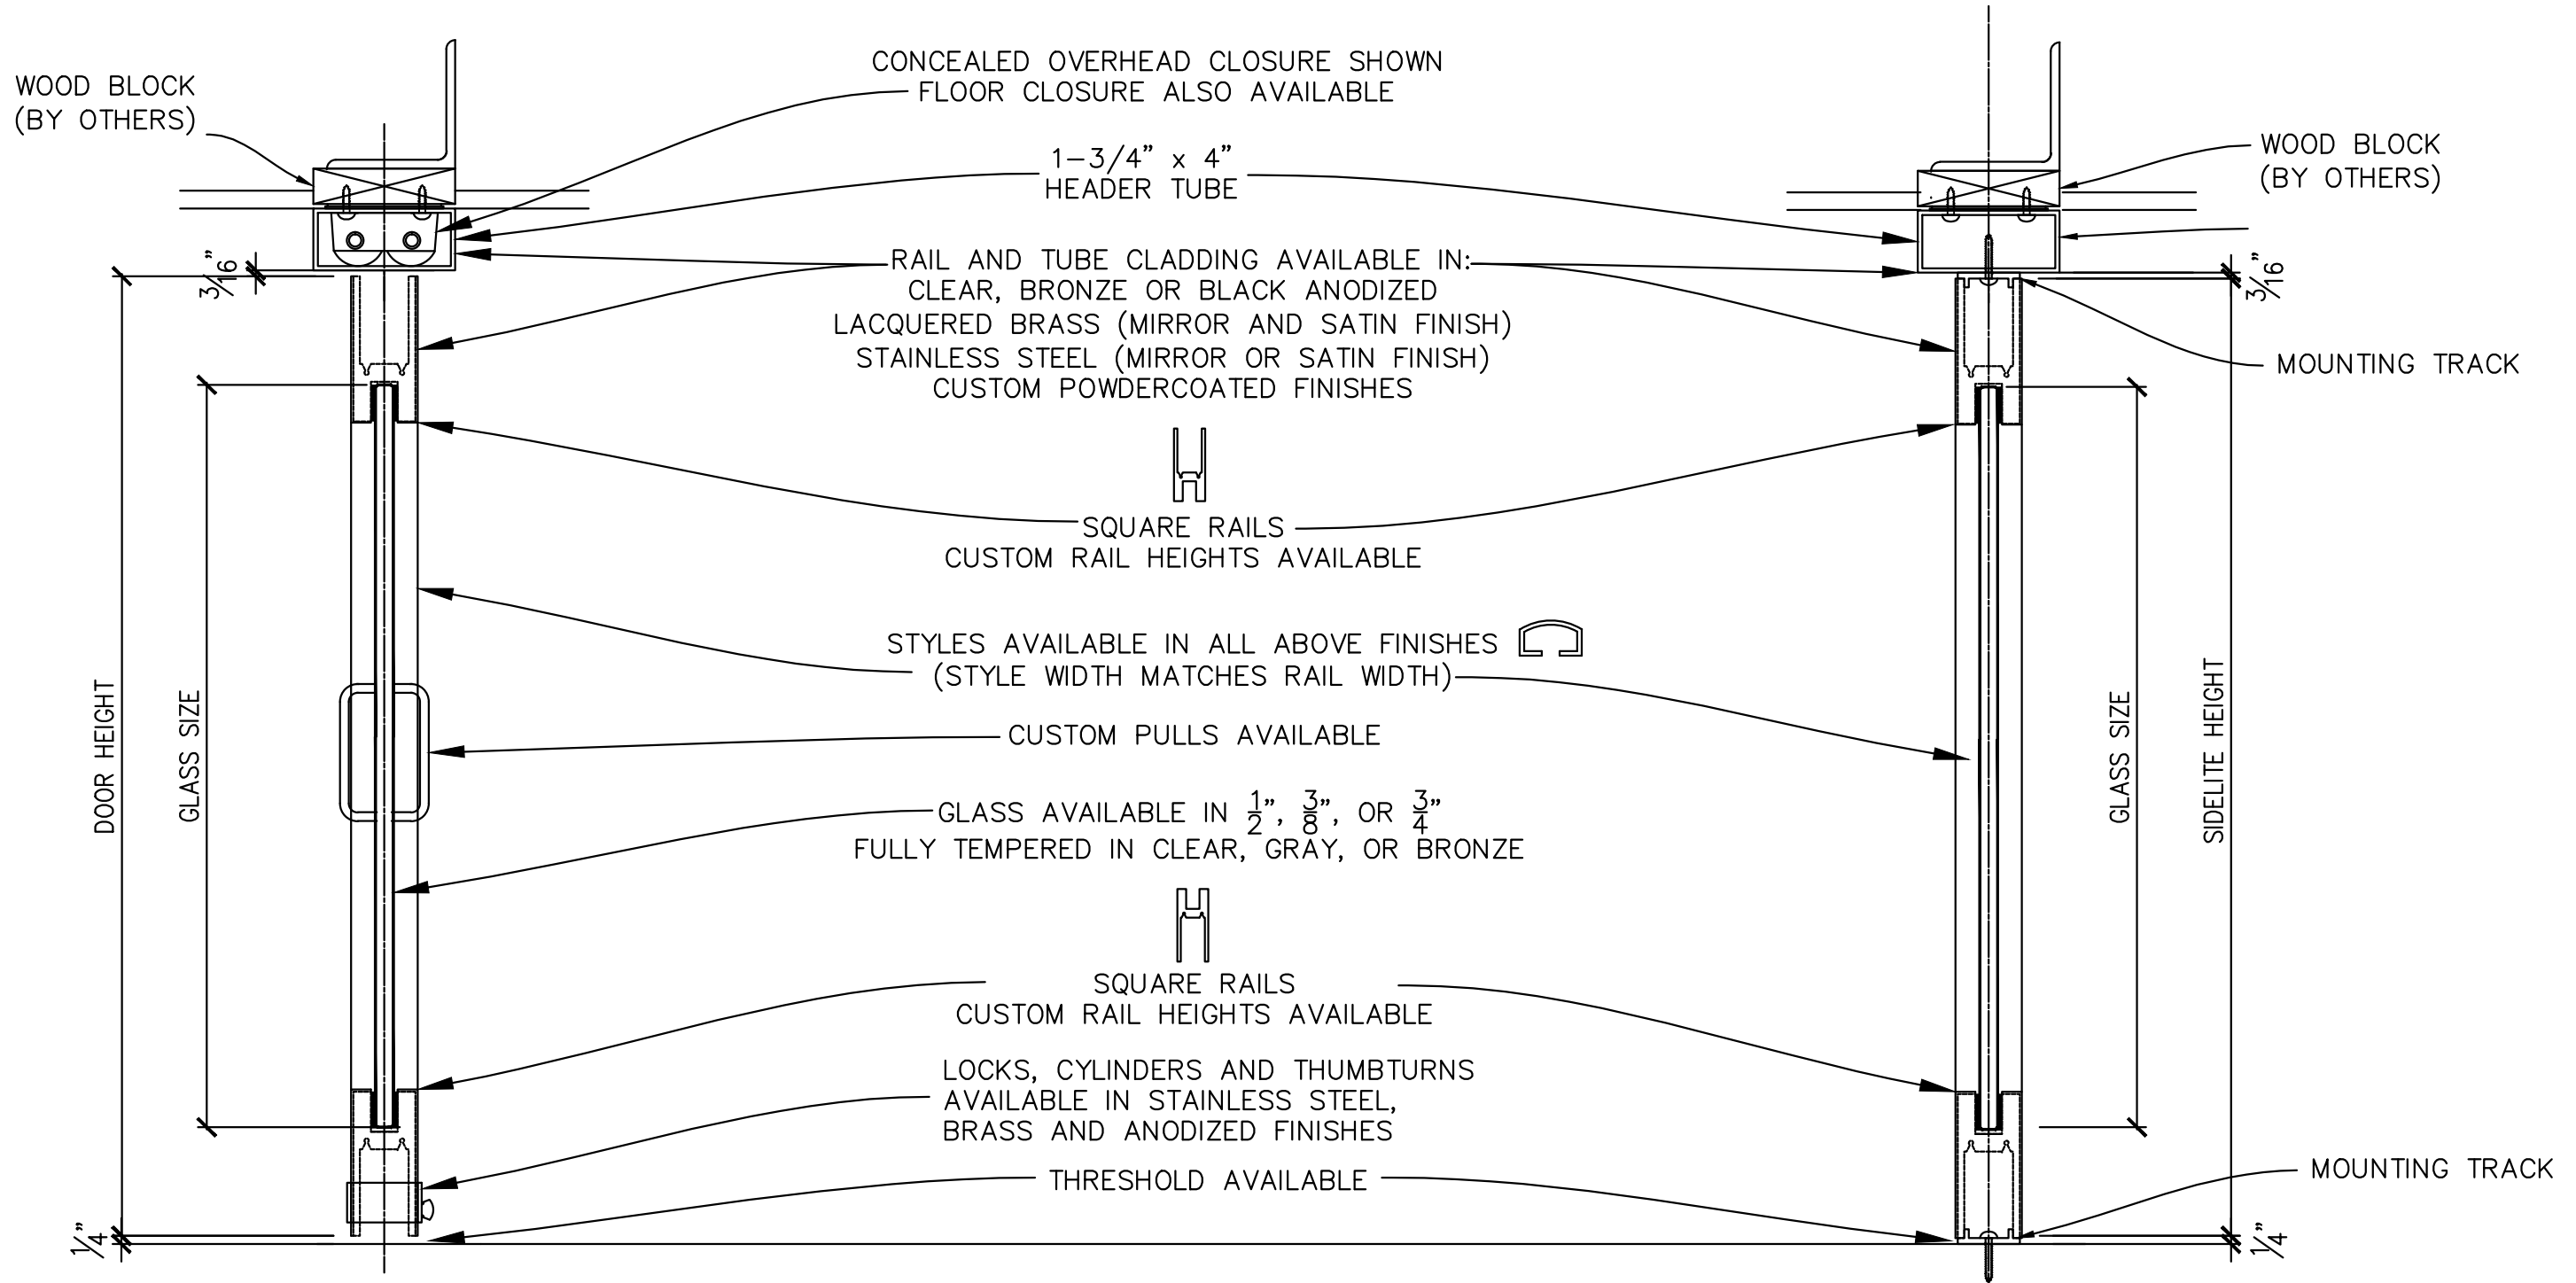 WOOD BLOCK
(BY OTHERS)
CONCEALED OVERHEAD CLOSURE SHOWN
FLOOR CLOSURE ALSO AVAILABLE
1-3/4" x 4"
HEADER TUBE
WOOD BLOCK
(BY OTHERS)
3/16"
RAIL AND TUBE CLADDING AVAILABLE IN:
CLEAR, BRONZE OR BLACK ANODIZED
LACQUERED BRASS (MIRROR AND SATIN FINISH)
STAINLESS STEEL (MIRROR OR SATIN FINISH)
CUSTOM POWDERCOATED FINISHES
3/16"
MOUNTING TRACK
SQUARE RAILS
CUSTOM RAIL HEIGHTS AVAILABLE
STYLES AVAILABLE IN ALL ABOVE FINISHES
(STYLE WIDTH MATCHES RAIL WIDTH)
DOOR HEIGHT
GLASS SIZE
CUSTOM PULLS AVAILABLE
GLASS SIZE
SIDELITE HEIGHT
GLASS AVAILABLE IN 1/2", 3/8", OR 3/4"
FULLY TEMPERED IN CLEAR, GRAY, OR BRONZE
SQUARE RAILS
CUSTOM RAIL HEIGHTS AVAILABLE
LOCKS, CYLINDERS AND THUMBTURNS
AVAILABLE IN STAINLESS STEEL,
BRASS AND ANODIZED FINISHES
THRESHOLD AVAILABLE
MOUNTING TRACK
1/4"
1/4"